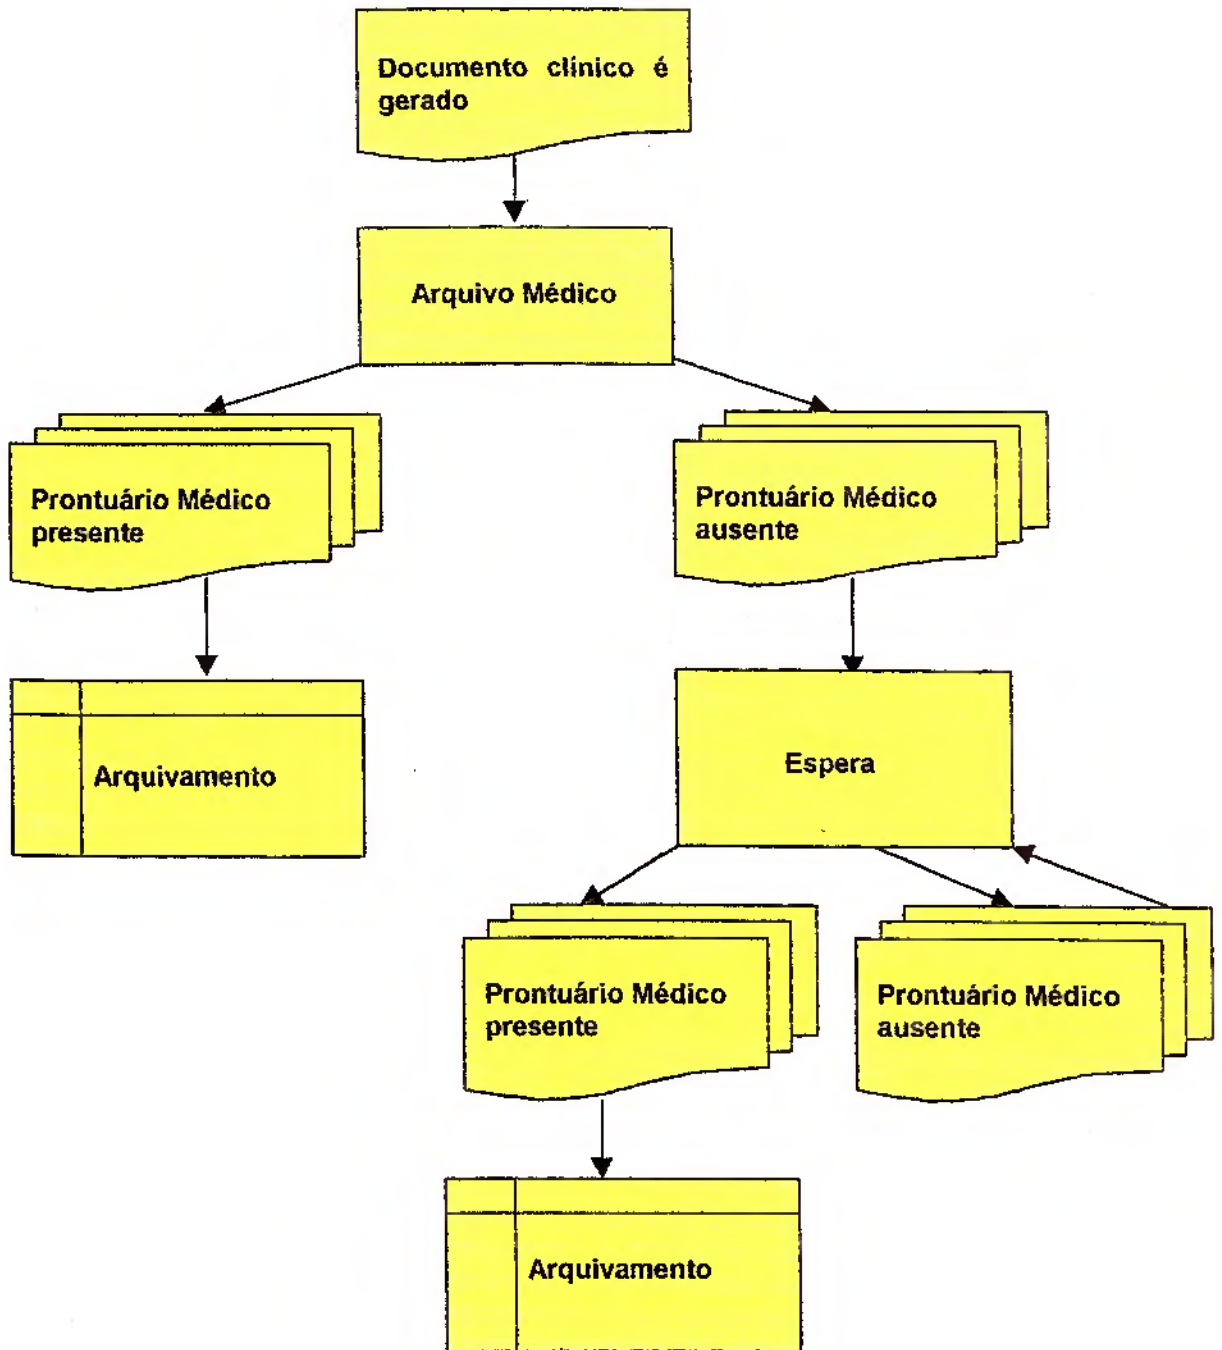 Documento clínico é
gerado
Arquivo Médico
Prontuário Médico
presente
Prontuário Médico
ausente
Arquivamento
Espera
Prontuário Médico
presente
Prontuário Médico
ausente
Arquivamento